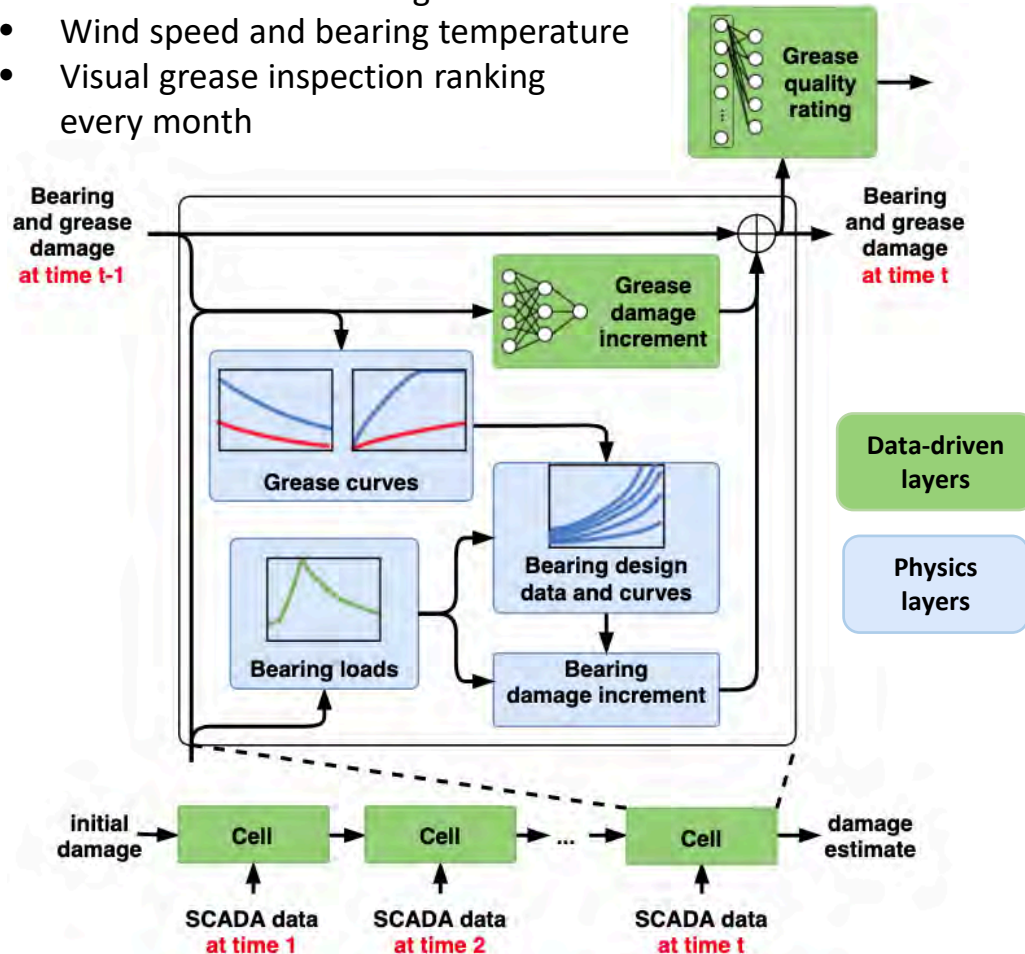 • Wind speed and bearing temperature
• Visual grease inspection ranking
every month
Grease
quality
rating
Bearing
and grease
damage
at time t-1
Bearing
and grease
damage
at time t
Grease
damage
increment
Grease curves
Data-driven
layers
Bearing design
data and curves
Physics
layers
Bearing loads
Bearing
damage increment
initial
damage
Cell
Cell
...
Cell
damage
estimate
SCADA data
at time 1
SCADA data
at time 2
SCADA data
at time t